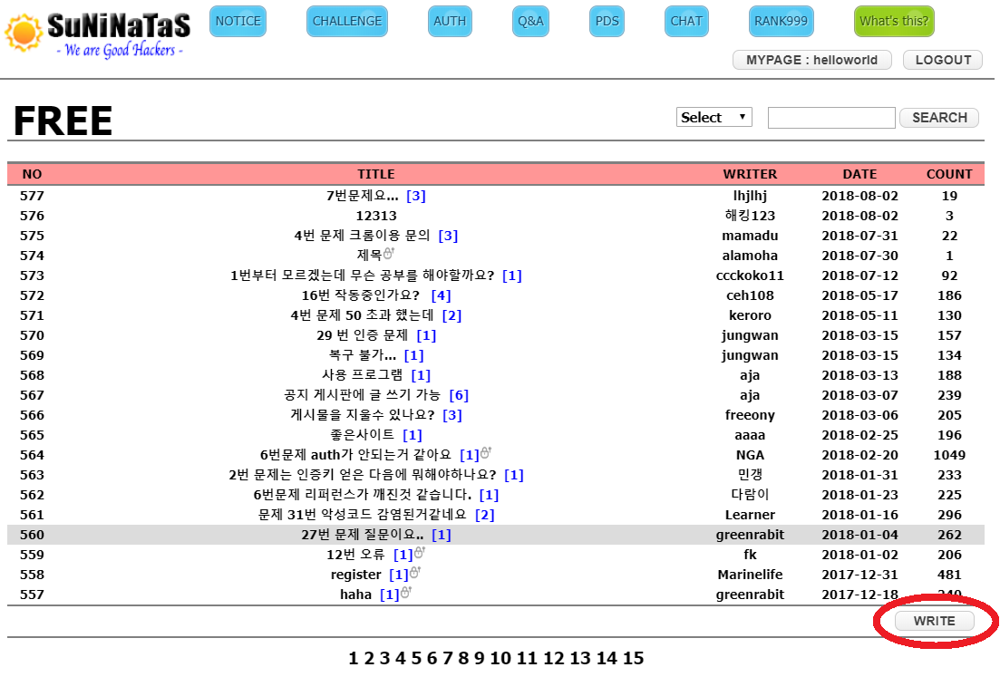 SuNiNaTaS NOTICE CHALLENGE AUTH Q&A PDS CHAT RANK999 What's this?
- We are Good Hackers -
MYPAGE : helloworld LOGOUT
FREE Select SEARCH
NO TITLE WRITER DATE COUNT
577 7번문제요... [3] lhjlhj 2018-08-02 19
576 12313 해킹123 2018-08-02 3
575 4번 문제 크롬이용 문의 [3] mamadu 2018-07-31 22
574 제목 alamoha 2018-07-30 1
573 1번부터 모르겠는데 무슨 공부를 해야할까요? [1] ccckoko11 2018-07-12 92
572 16번 작동중인가요? [4] ceh108 2018-05-17 186
571 4번 문제 50 초과 했는데 [2] keroro 2018-05-11 130
570 29 번 인증 문제 [1] jungwan 2018-03-15 157
569 복구 불가... [1] jungwan 2018-03-15 134
568 사용 프로그램 [1] aja 2018-03-13 188
567 공지 게시판에 글 쓰기 가능 [6] aja 2018-03-07 239
566 게시물을 지울수 있나요? [3] freeony 2018-03-06 205
565 좋은사이트 [1] aaaa 2018-02-25 196
564 6번문제 auth가 안되는거 같아요 [1] NGA 2018-02-20 1049
563 2번 문제는 인증키 얻은 다음에 뭐해야하나요? [1] 민갱 2018-01-31 233
562 6번문제 리퍼런스가 깨진것 같습니다. [1] 다람이 2018-01-23 225
561 문제 31번 악성코드 감염된거같네요 [2] Learner 2018-01-16 296
560 27번 문제 질문이요.. [1] greenrabit 2018-01-04 262
559 12번 오류 [1] fk 2018-01-02 206
558 register [1] Marinelife 2017-12-31 481
557 haha [1] greenrabit 2017-12-18 240
WRITE
1 2 3 4 5 6 7 8 9 10 11 12 13 14 15